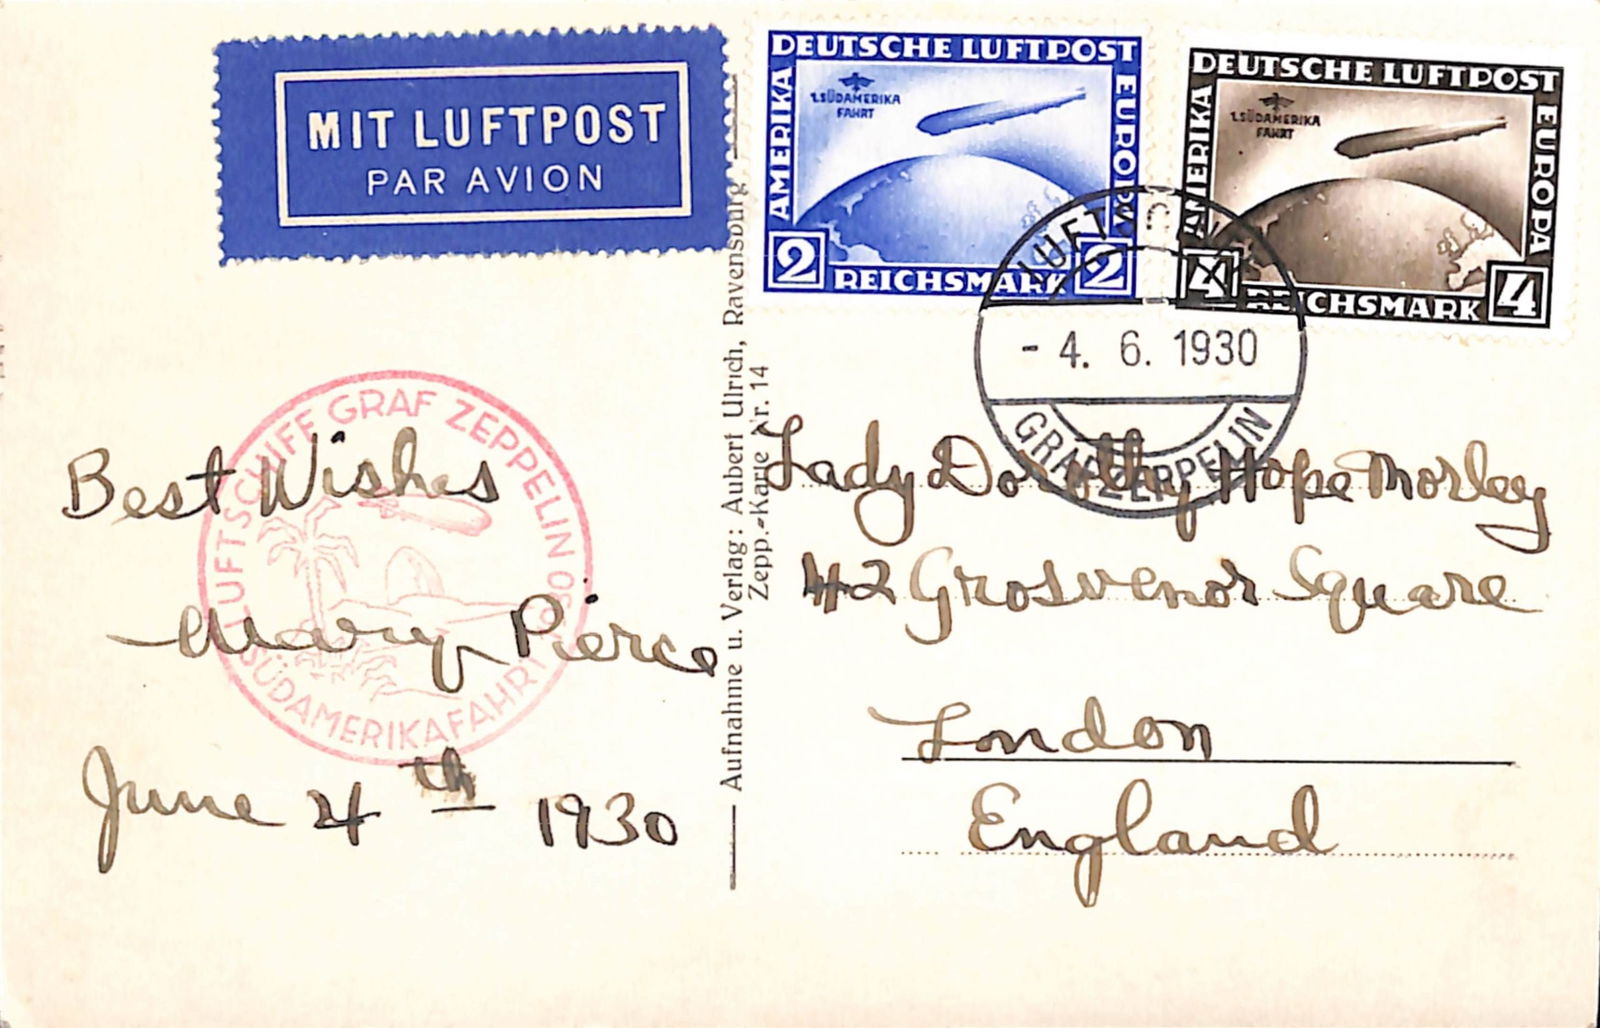 MIT LUFTPOST
PAR AVION
DEUTSCHE LUFTPOST
AMERIKA
EUROPA
1.SÜDAMERIKA
FAHRT
2
REICHSMARK
2
DEUTSCHE LUFTPOST
AMERIKA
EUROPA
1.SÜDAMERIKA
FAHRT
4
REICHSMARK
4
LUFTSCHIFF
- 4. 6. 1930
GRAF ZEPPELIN
LUFTSCHIFF GRAF ZEPPELIN 1930
SÜDAMERIKAFAHRT
Best Wishes
Mary Pierce
June 4th 1930
Aufnahme u. Verlag: Aubert Ulrich, Ravensburg
Zepp.-Karte Nr. 14
Lady Dorothy Hope Morley
42 Grosvenor Square
London
England